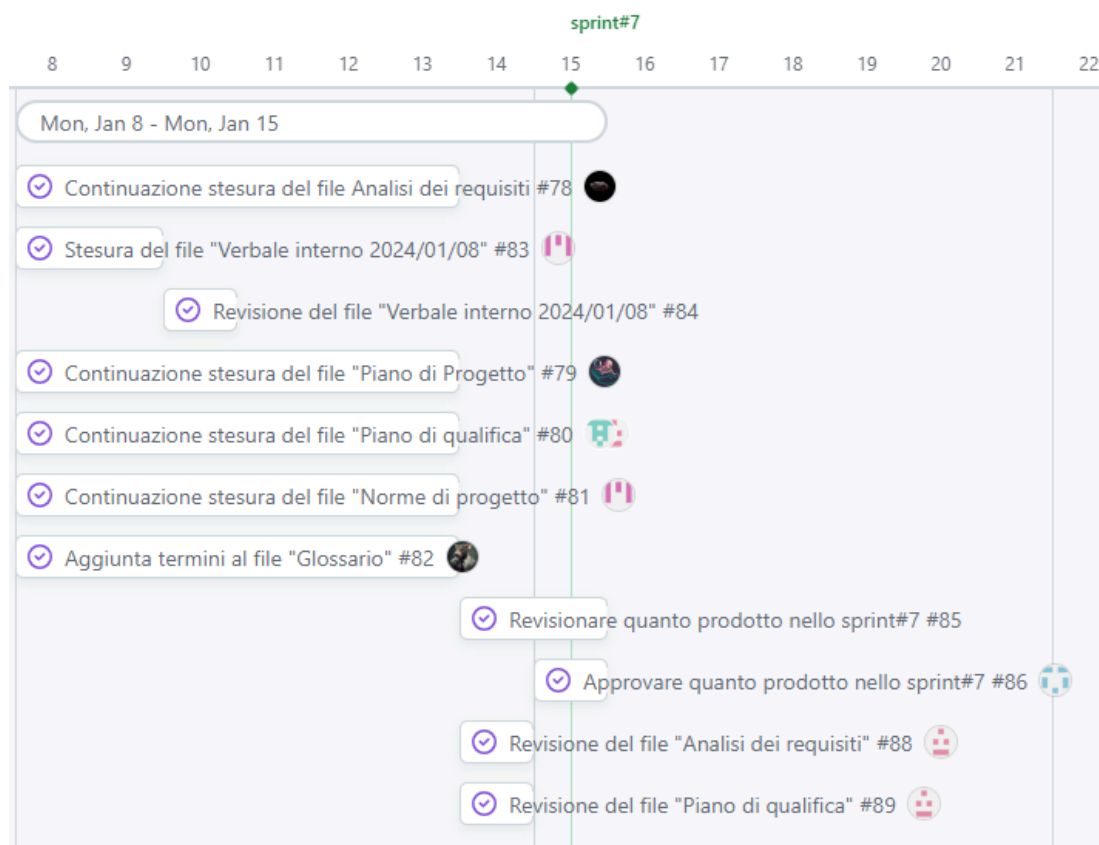 sprint#7
8 9 10 11 12 13 14 15 16 17 18 19 20 21 22
Mon, Jan 8 - Mon, Jan 15
Continuazione stesura del file Analisi dei requisiti #78
Stesura del file "Verbale interno 2024/01/08" #83
Revisione del file "Verbale interno 2024/01/08" #84
Continuazione stesura del file "Piano di Progetto" #79
Continuazione stesura del file "Piano di qualifica" #80
Continuazione stesura del file "Norme di progetto" #81
Aggiunta termini al file "Glossario" #82
Revisionare quanto prodotto nello sprint#7 #85
Approvare quanto prodotto nello sprint#7 #86
Revisione del file "Analisi dei requisiti" #88
Revisione del file "Piano di qualifica" #89